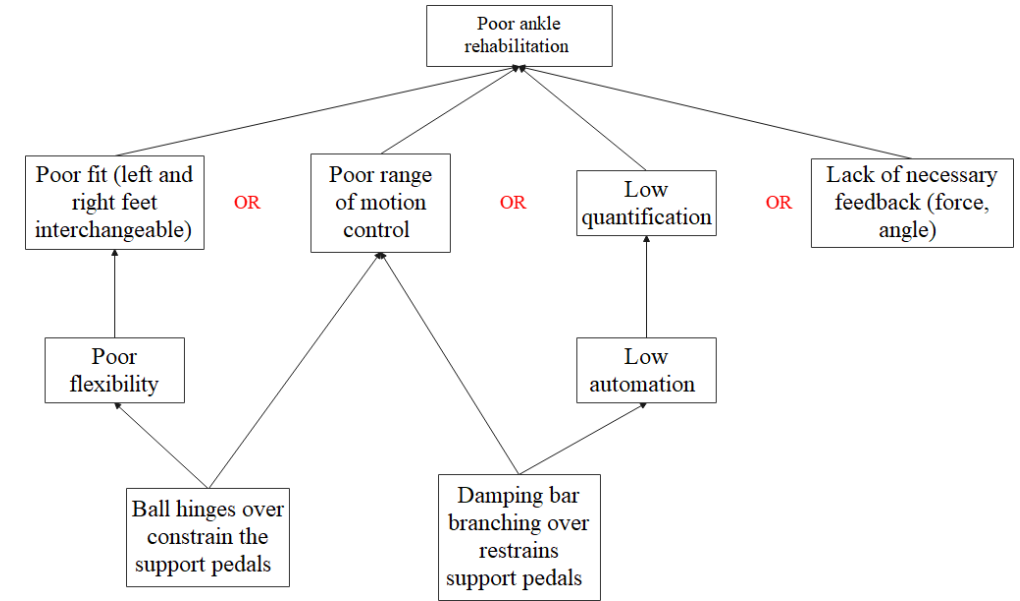 Poor ankle
rehabilitation
Poor fit (left and
right feet
interchangeable)
OR
Poor range
of motion
control
OR
Low
quantification
OR
Lack of necessary
feedback (force,
angle)
Poor
flexibility
Low
automation
Ball hinges over
constrain the
support pedals
Damping bar
branching over
restrains
support pedals